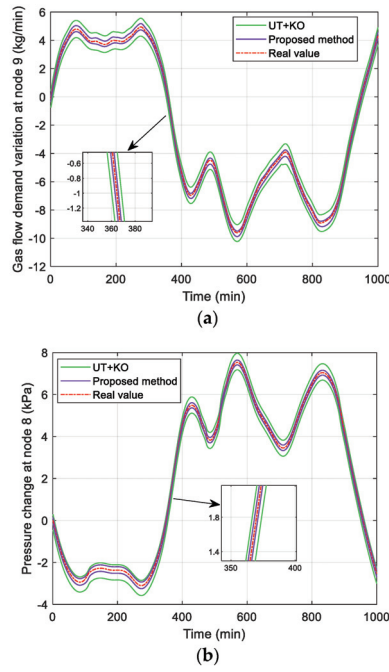 Gas flow demand variation at node 9 (kg/min)
6
4
2
0
-2
-4
-6
-8
-10
-12
UT+KO
Proposed method
Real value
-0.6
-0.8
-1
-1.2
340 360 380
0 200 400 600 800 1000
Time (min)
(a)
Pressure change at node 8 (kPa)
8
6
4
2
0
-2
-4
UT+KO
Proposed method
Real value
1.8
1.4
350 400
0 200 400 600 800 1000
Time (min)
(b)